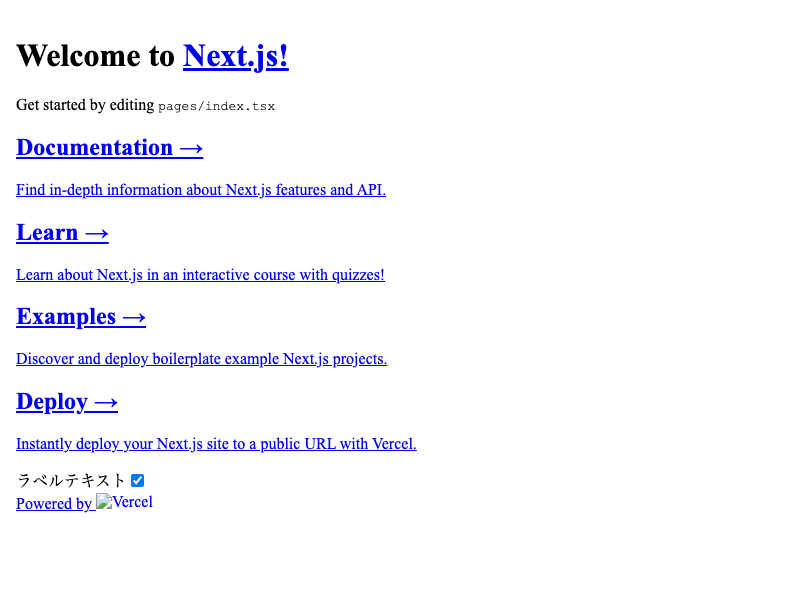 Welcome to Next.js!
Get started by editing pages/index.tsx
Documentation →
Find in-depth information about Next.js features and API.
Learn →
Learn about Next.js in an interactive course with quizzes!
Examples →
Discover and deploy boilerplate example Next.js projects.
Deploy →
Instantly deploy your Next.js site to a public URL with Vercel.
ラベルテキスト
Powered by Vercel